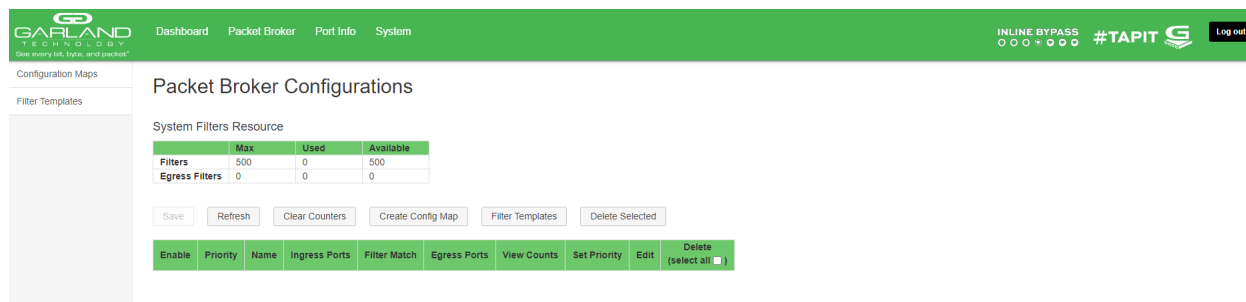 GARLAND
TECHNOLOGY
See every bit, byte, and packet®
Dashboard Packet Broker Port Info System
INLINE BYPASS
#TAPIT
Log out
Configuration Maps
Filter Templates
Packet Broker Configurations
System Filters Resource
Max Used Available
Filters 500 0 500
Egress Filters 0 0 0
Save Refresh Clear Counters Create Config Map Filter Templates Delete Selected
Enable Priority Name Ingress Ports Filter Match Egress Ports View Counts Set Priority Edit Delete
(select all )